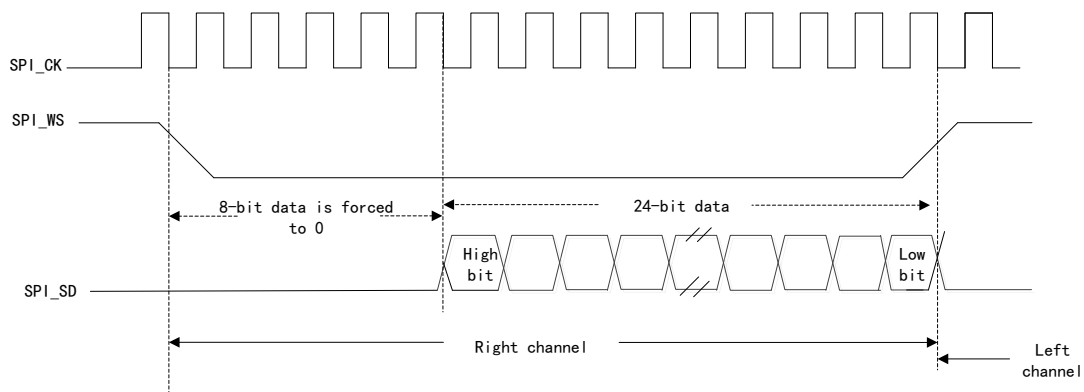 SPI_CK
SPI_WS
8-bit data is forced
to 0
24-bit data
High
bit
Low
bit
SPI_SD
Right channel
Left
channel